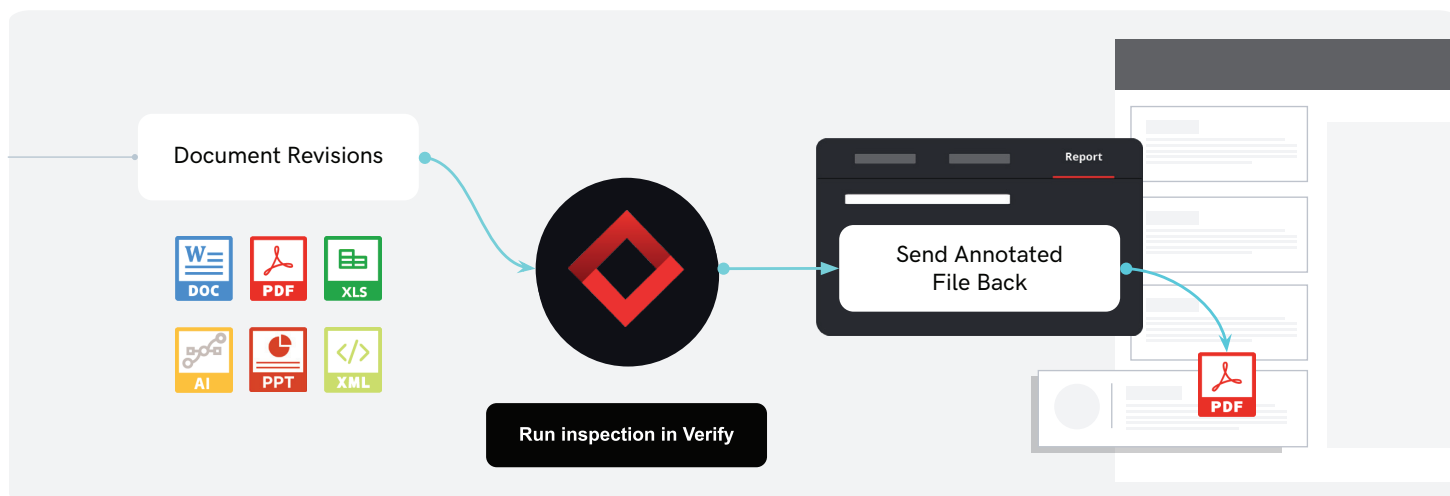 Document Revisions
W
DOC
PDF
XLS
AI
PPT
XML
Run inspection in Verify
Report
Send Annotated
File Back
PDF